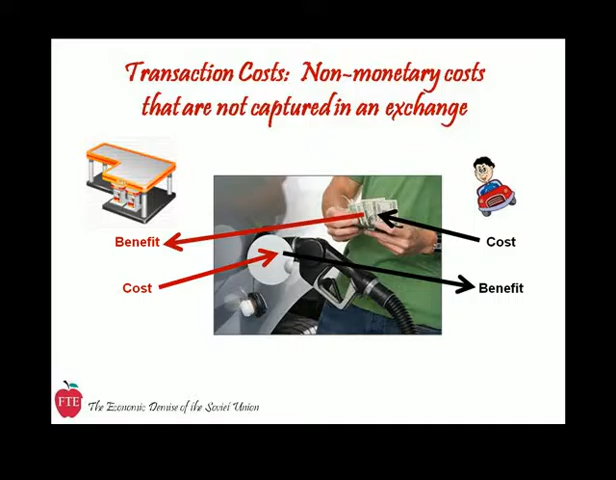 Transaction Costs: Non-monetary costs
that are not captured in an exchange
Benefit
Cost
Cost
Benefit
FTE
The Economic Demise of the Soviet Union